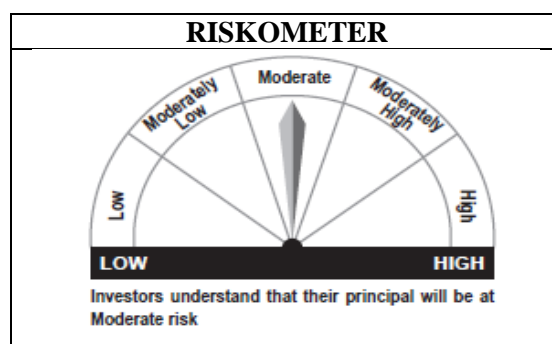 RISKOMETER
Moderate
Moderately
Low
Moderately
High
Low
High
LOW HIGH
Investors understand that their principal will be at
Moderate risk